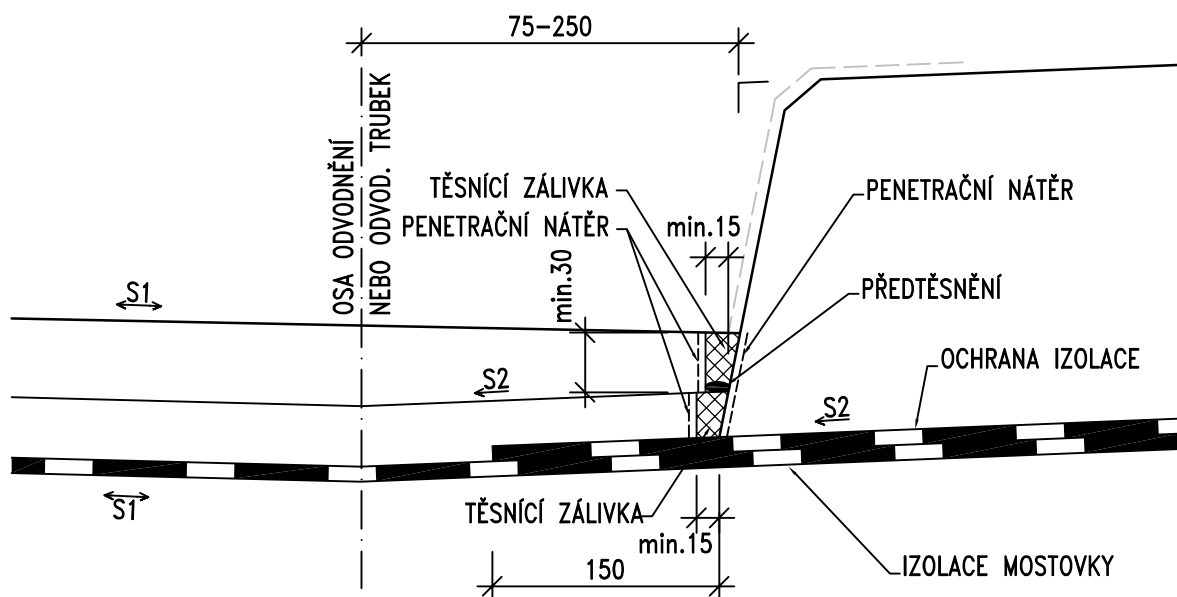 75-250
OSA ODVODNĚNÍ
NEBO ODVOD. TRUBEK
TĚSNÍCÍ ZÁLIVKA
PENETRAČNÍ NÁTĚR
min.15
PENETRAČNÍ NÁTĚR
min.30
PŘEDTĚSNĚNÍ
S1
OCHRANA IZOLACE
S2
S2
S1
TĚSNÍCÍ ZÁLIVKA
min.15
150
IZOLACE MOSTOVKY